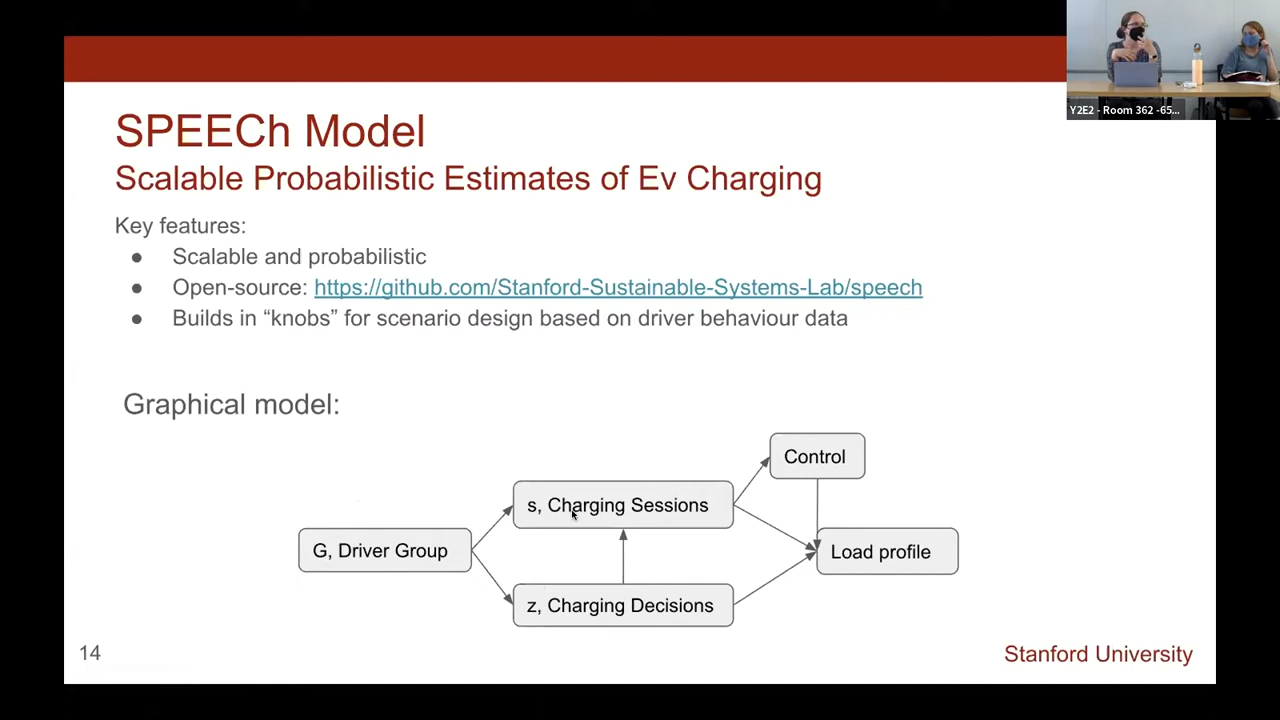 Y2E2 - Room 362 -65...
SPEECh Model
Scalable Probabilistic Estimates of Ev Charging
Key features:
● Scalable and probabilistic
● Open-source: https://github.com/Stanford-Sustainable-Systems-Lab/speech
● Builds in “knobs” for scenario design based on driver behaviour data
Graphical model:
Control
s, Charging Sessions
G, Driver Group
Load profile
z, Charging Decisions
14
Stanford University